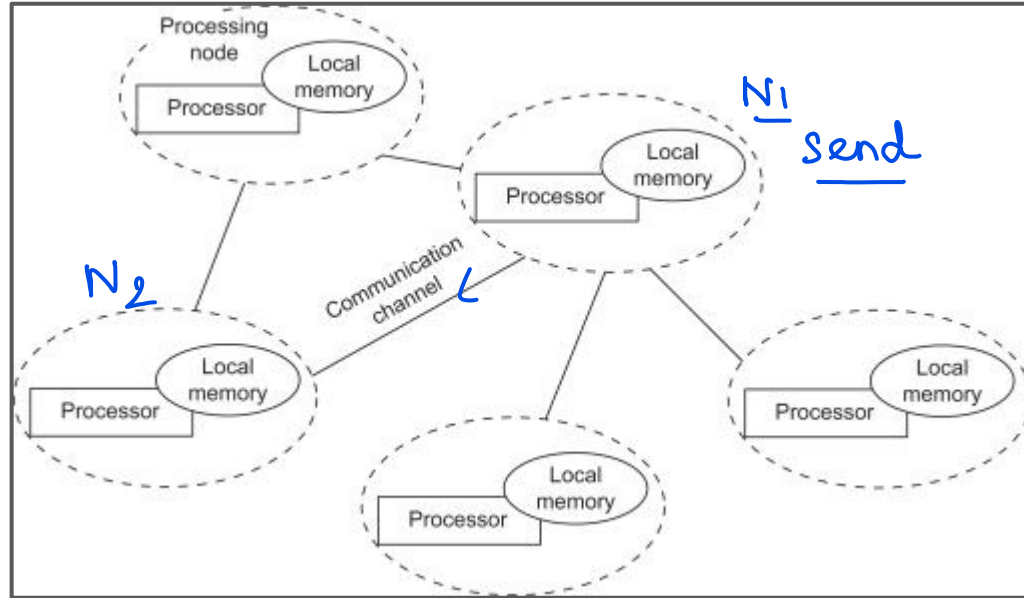 Processing
node
Local
memory
Processor
N1
send
Local
memory
Processor
Communication
channel
N2
Local
memory
Processor
Local
memory
Processor
Local
memory
Processor